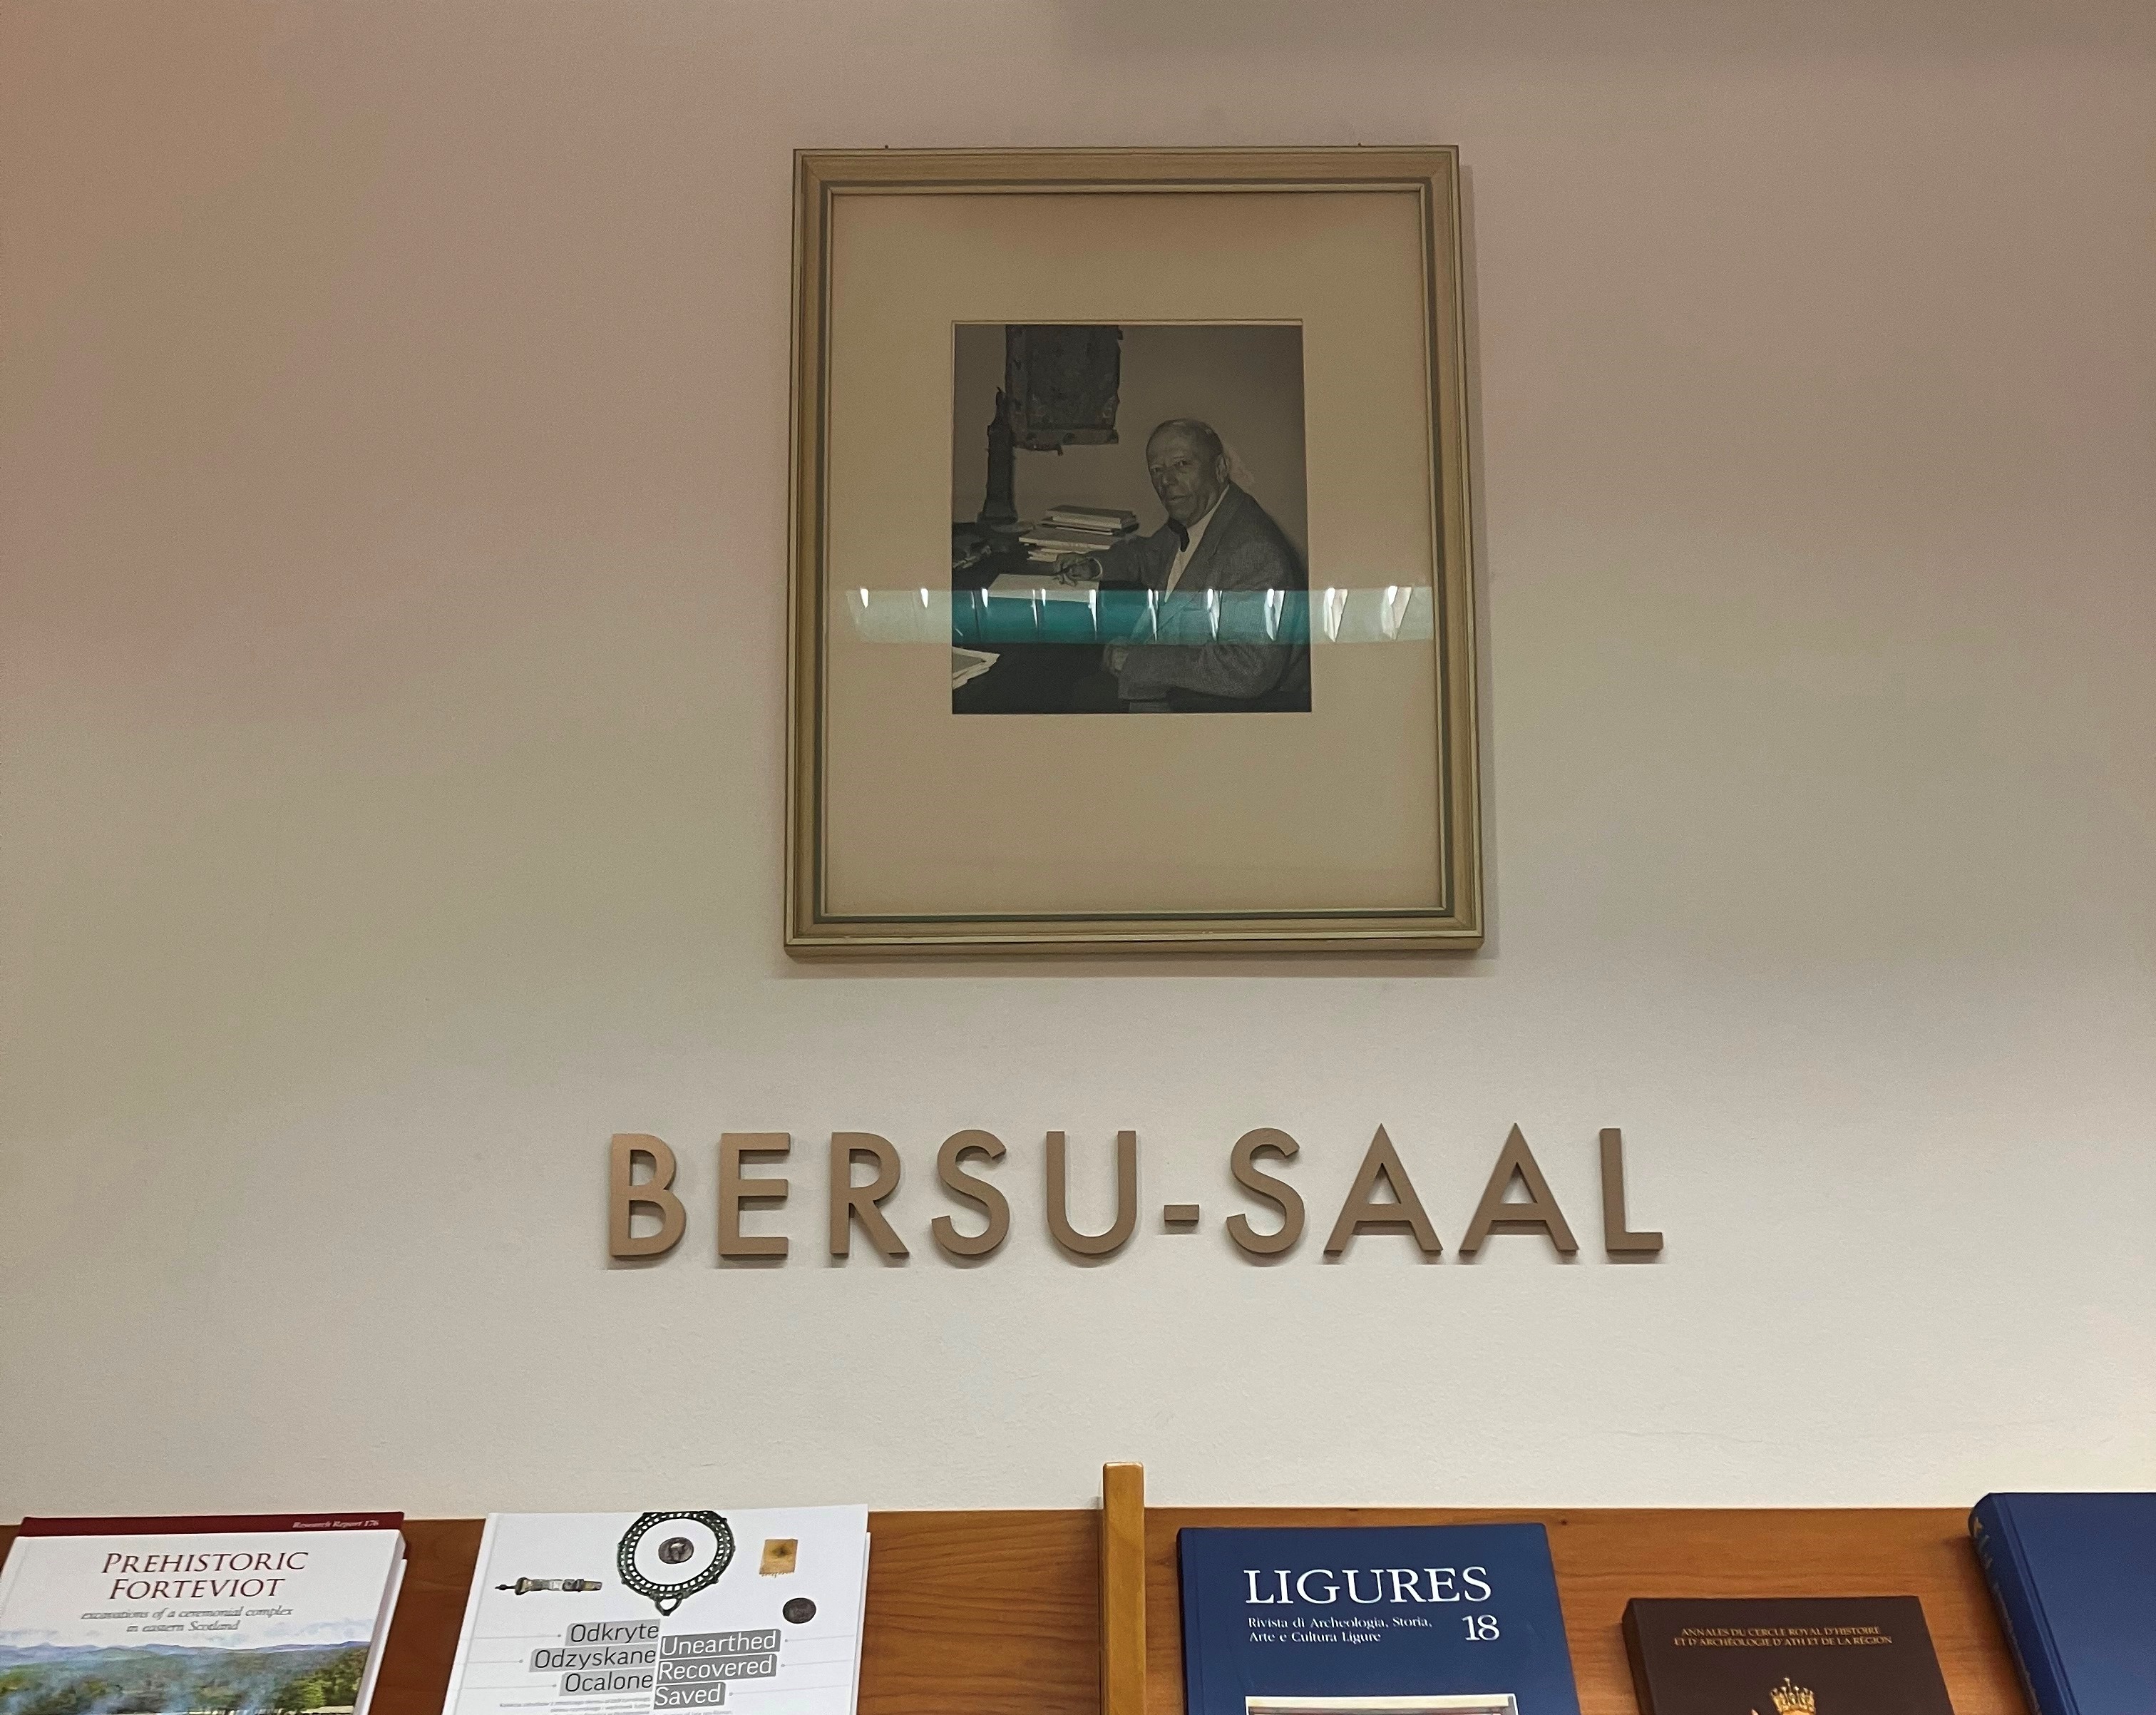 BERSU-SAAL
Research Report 176
PREHISTORIC
FORTEVIOT
excavations of a ceremonial complex
in eastern Scotland
Odkryte
Odzyskane
Ocalone
Unearthed
Recovered
Saved
LIGURES
Rivista di Archeologia, Storia,
Arte e Cultura Ligure
18
ANNALES DU CERCLE ROYAL D'HISTOIRE
ET D'ARCHÉOLOGIE D'ATH ET DE LA RÉGION